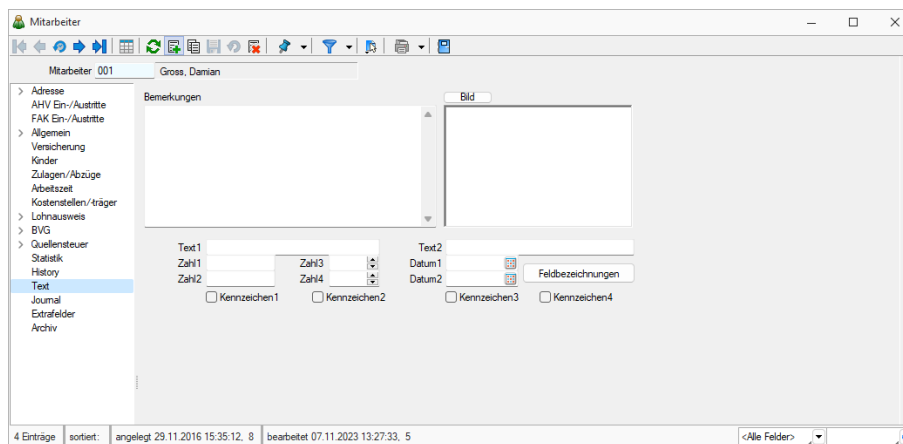 Mitarbeiter
Mitarbeiter 001 Gross, Damian
Adresse
AHV Ein-/Austritte
FAK Ein-/Austritte
Allgemein
Versicherung
Kinder
Zulagen/Abzüge
Arbeitszeit
Kostenstellen/-träger
Lohnausweis
BVG
Quellensteuer
Statistik
History
Text
Journal
Extrafelder
Archiv
Bemerkungen Bild
Text1 Text2
Zahl1 Zahl3 Datum1
Zahl2 Zahl4 Datum2 Feldbezeichnungen
Kennzeichen1 Kennzeichen2 Kennzeichen3 Kennzeichen4
4 Einträge sortiert: angelegt 29.11.2016 15:35:12, 8 bearbeitet 07.11.2023 13:27:33, 5 <Alle Felder>